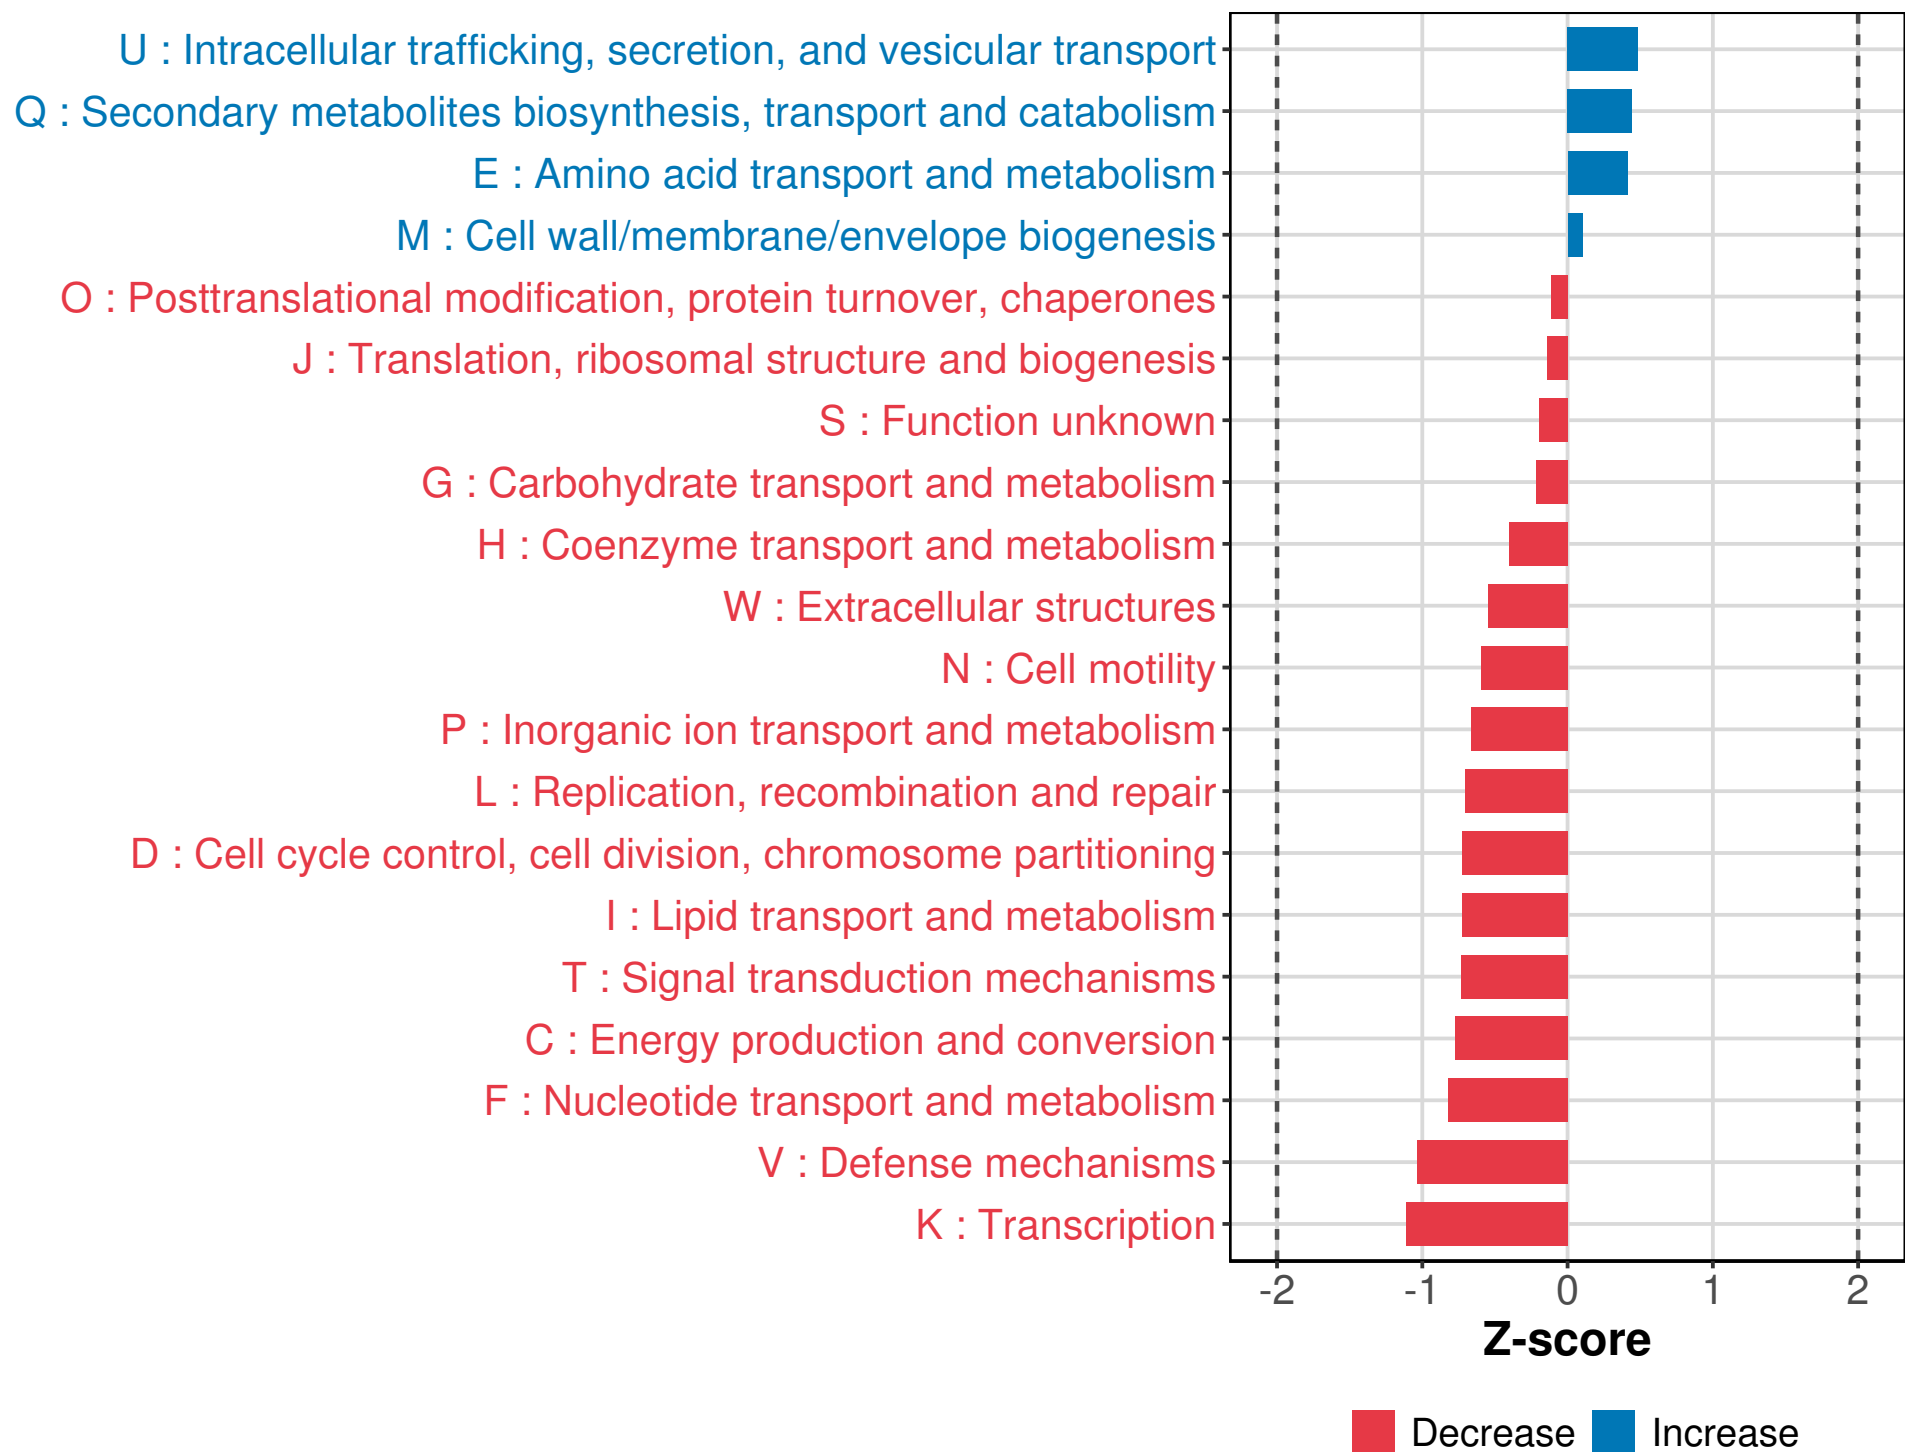 U : Intracellular trafficking, secretion, and vesicular transport
Q : Secondary metabolites biosynthesis, transport and catabolism
E : Amino acid transport and metabolism
M : Cell wall/membrane/envelope biogenesis
O : Posttranslational modification, protein turnover, chaperones
J : Translation, ribosomal structure and biogenesis
S : Function unknown
G : Carbohydrate transport and metabolism
H : Coenzyme transport and metabolism
W : Extracellular structures
N : Cell motility
P : Inorganic ion transport and metabolism
L : Replication, recombination and repair
D : Cell cycle control, cell division, chromosome partitioning
I : Lipid transport and metabolism
T : Signal transduction mechanisms
C : Energy production and conversion
F : Nucleotide transport and metabolism
V : Defense mechanisms
K : Transcription
-2 -1 0 1 2
Z-score
Decrease Increase